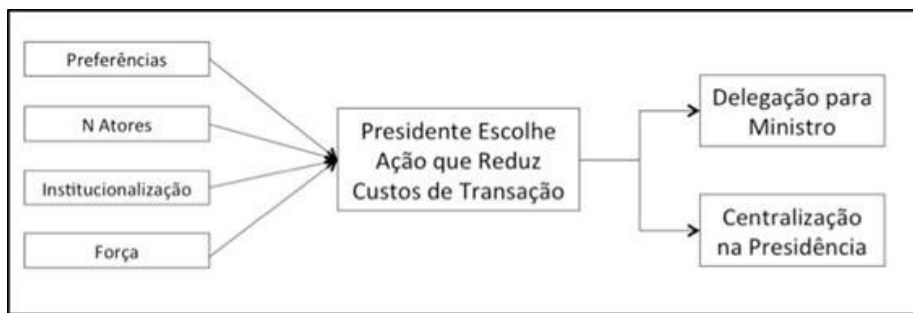 Preferências
N Atores
Institucionalização
Força
Presidente Escolhe
Ação que Reduz
Custos de Transação
Delegação para
Ministro
Centralização
na Presidência